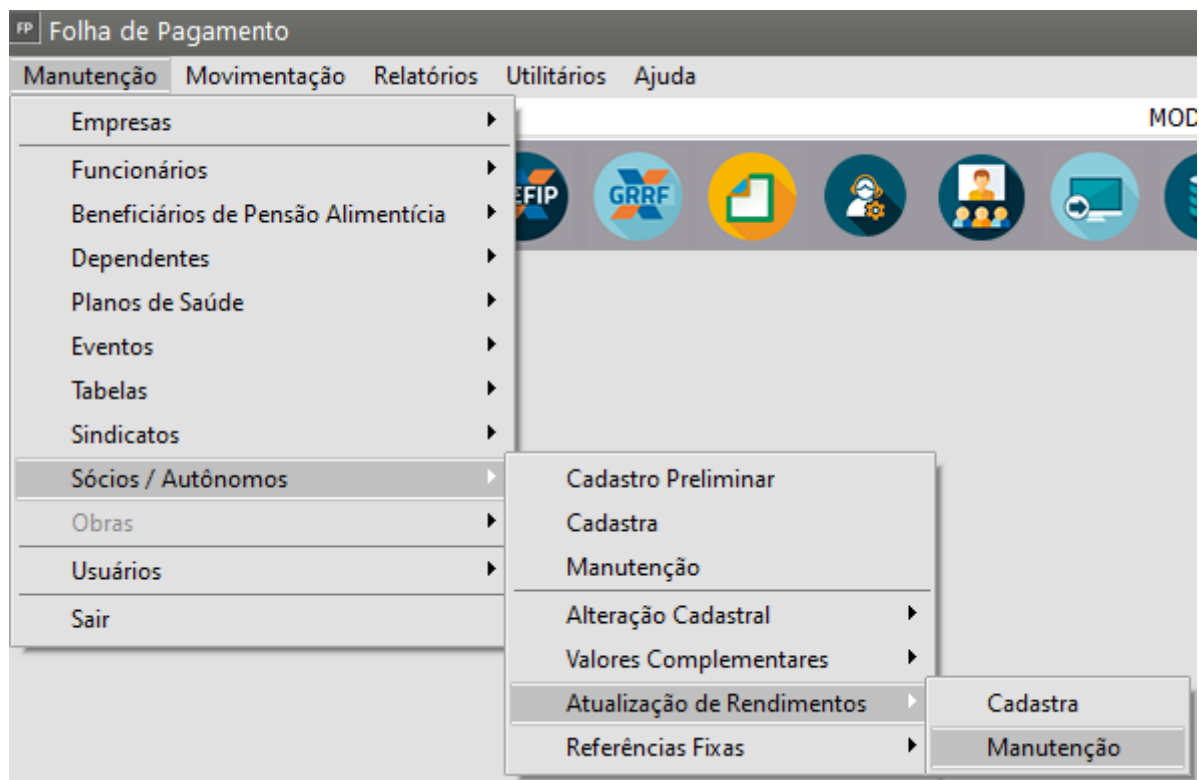 FP Folha de Pagamento
Manutenção Movimentação Relatórios Utilitários Ajuda
Empresas
MOD
Funcionários
EFIP GRRF
Beneficiários de Pensão Alimentícia
Dependentes
Planos de Saúde
Eventos
Tabelas
Sindicatos
Sócios / Autônomos
Obras
Usuários
Sair
Cadastro Preliminar
Cadastra
Manutenção
Alteração Cadastral
Valores Complementares
Atualização de Rendimentos
Referências Fixas
Cadastra
Manutenção